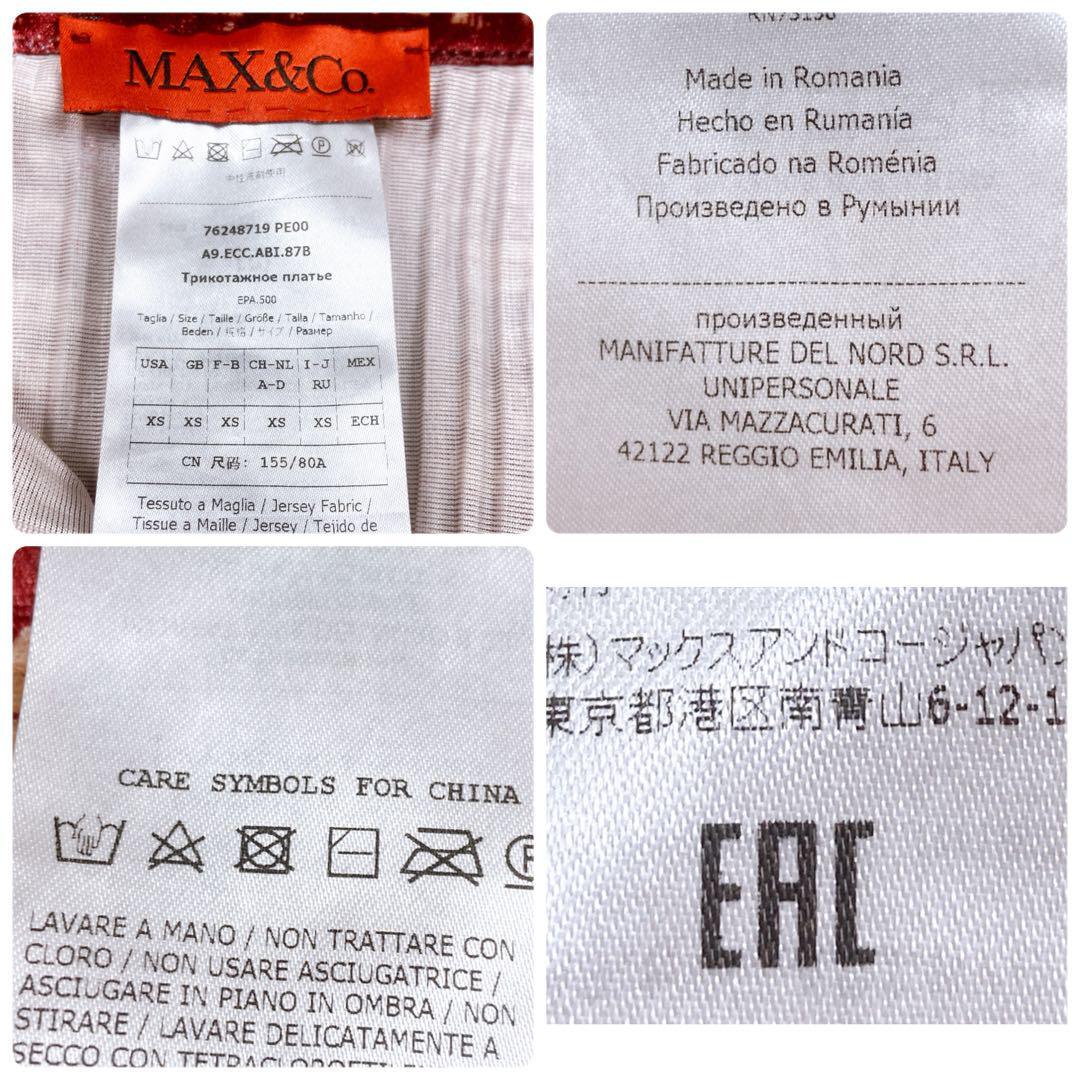 MAX&Co.
中性洗剤使用
76248719 PE00
A9.ECC.ABI.87B
Трикотажное платье
EPA.500
Taglia / Size / Taille / Größe / Talla / Tamanho /
Beden / 规格 / サイズ / Размер
USA GB F-B CH-NL I-J MEX
A-D RU
XS XS XS XS XS ECH
CN 尺码: 155/80A
Tessuto a Maglia / Jersey Fabric /
Tissue a Maille / Jersey / Tejido de
Made in Romania
Hecho en Rumanía
Fabricado na Roménia
Произведено в Румынии
произведенный
MANIFATTURE DEL NORD S.R.L.
UNIPERSONALE
VIA MAZZACURATI, 6
42122 REGGIO EMILIA, ITALY
CARE SYMBOLS FOR CHINA
P
LAVARE A MANO / NON TRATTARE CON
CLORO / NON USARE ASCIUGATRICE /
ASCIUGARE IN PIANO IN OMBRA / NON
STIRARE / LAVARE DELICATAMENTE A
SECCO CON
株) マックスアンドコージャパン
東京都港区南青山6-12-1
EAC